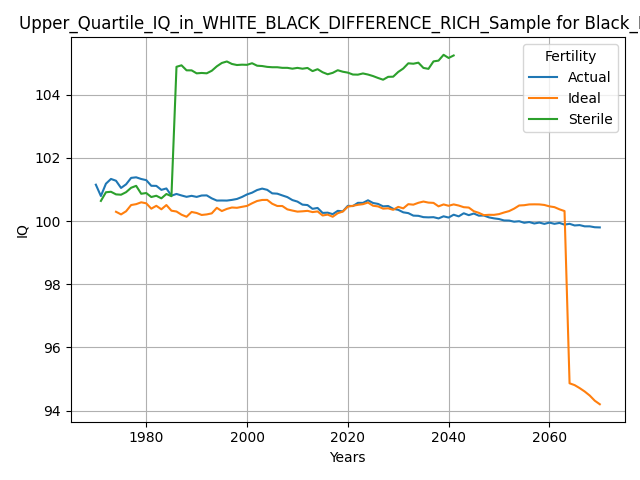 Upper_Quartile_IQ_in_WHITE_BLACK_DIFFERENCE_RICH_Sample for Black_
IQ
104
102
100
98
96
94
Fertility
Actual
Ideal
Sterile
1980 2000 2020 2040 2060
Years